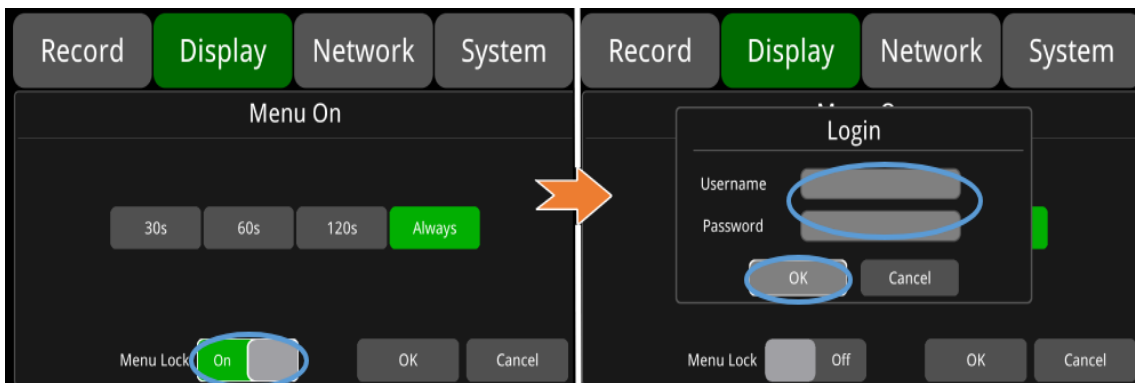 Record Display Network System
Menu On
30s 60s 120s Always
Menu Lock On OK Cancel
Record Display Network System
Login
Username
Password
OK Cancel
Menu Lock Off OK Cancel